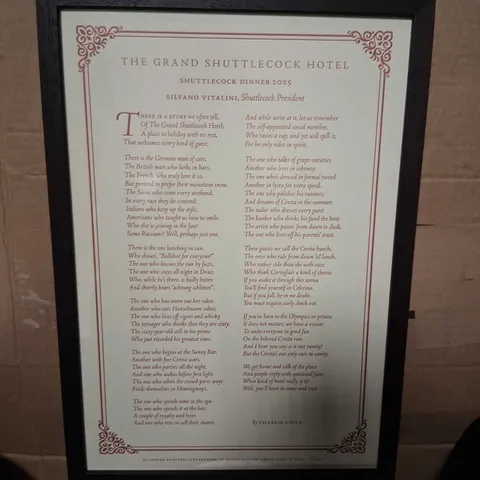 THE GRAND SHUTTLECOCK HOTEL
SHUTTLECOCK DINNER 2025
SILVANO VITALINI, Shuttlecock President
THERE IS A STORY we often tell,
Of The Grand Shuttlecock Hotel:
A place to holiday with no rest,
That welcomes every kind of guest.
There is the German man of cars,
The British man who lurks in bars,
The French, who truly love it so,
But pretend to prefer their mountain snow.
The Swiss who come every weekend,
In every race they do contend;
Italians who keep up the style,
Americans who taught us how to smile.
Who else is joining in the fun?
Some Russians? Well, perhaps just one.
There is the one lunching in sun,
Who shouts: "Bullshot for everyone!"
The one who knows the run by facts,
The one who stays all night in Dracs
Who, while he's there, is badly bitten
And shortly hears "achtung schlitten".
The one who has worn out her rakes
Another who eats Hanselmann cakes;
The one who lives off cigars and whisky
The teenager who thinks that they are risky.
The sixty-year-old still in his prime
Who just recorded his greatest time.
The one who begins at the Sunny Bar,
Another with five Cresta scars.
The one who parties all the night,
And one who wakes before first light.
The one who when the crowd parts ways
Finds themselves in Hemingways.
The one who spends time in the spa
The one who spends it at the bar;
A couple of royalty and heirs
And one who tries to sell their shares.
And while we're at it, let us remember
The self-appointed social member,
Who raises a cup, and yet will spill it,
For he only rides in spirit.
The one who talks of grape varieties
Another who lives in sobriety;
The one who's dressed in formal tweed
Another in lycra for extra speed.
The one who polishes his runners,
And dreams of Cresta in the summer.
The tailor who dresses every guest
The banker who thinks his fund the best:
The artist who paints from dawn to dusk,
The one who lives off his parents' trust.
These guests we call the Cresta bunch,
The ones who ride from dawn 'til lunch,
Who rather ride than ski with race,
Who think Corviglia's a kind of cheese.
If you make it through this arena
You'll find yourself in Celerina,
But if you fall, be in no doubt,
You must request early check out.
If you've been to the Olympics or prison,
It does not matter, we have a vision:
To unite everyone in good fun
On the beloved Cresta run.
And I hear you say: is it not vanity?
But the Cresta's our only cure to sanity.
We get home and talk of the place
And people reply with quizzical face:
What kind of hotel really is it?
Well, you'll have to come and visit.
by CHARLIE COILE